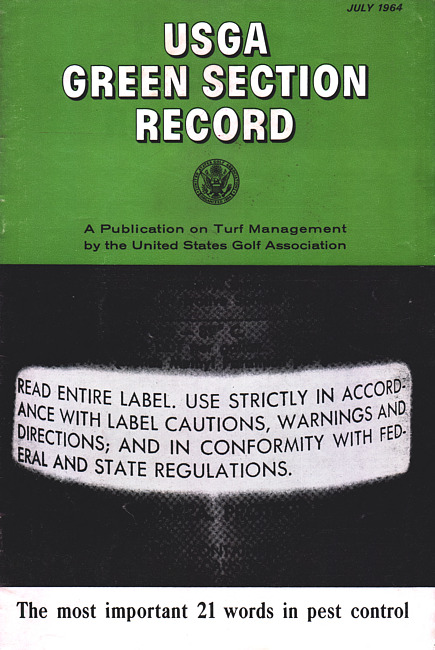 JULY 1964
USGA
GREEN SECTION
RECORD
A Publication on Turf Management
by the United States Golf Association
READ ENTIRE LABEL. USE STRICTLY IN ACCORD-
ANCE WITH LABEL CAUTIONS, WARNINGS AND
DIRECTIONS; AND IN CONFORMITY WITH FED-
ERAL AND STATE REGULATIONS.
The most important 21 words in pest control